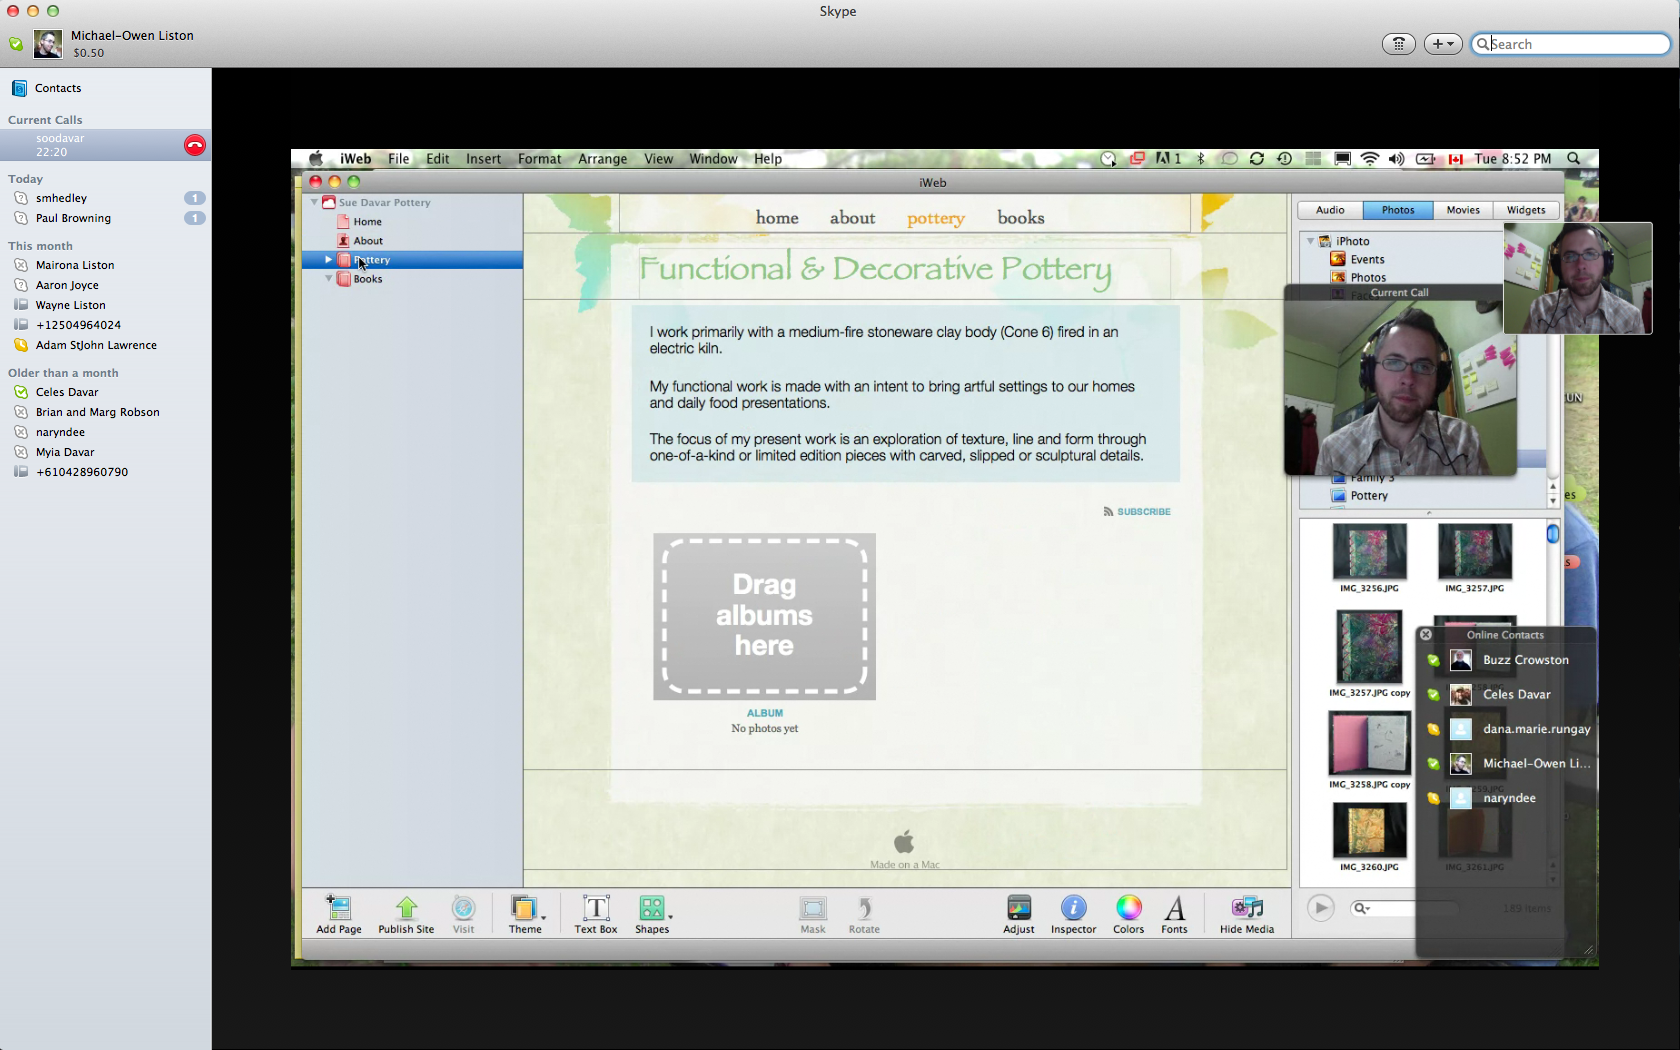 Skype
Michael-Owen Liston
$0.50
Search
Contacts
Current Calls
soodavar
22:20
Today
smhedley 1
Paul Browning 1
This month
Mairona Liston
Aaron Joyce
Wayne Liston
+12504964024
Adam StJohn Lawrence
Older than a month
Celes Davar
Brian and Marg Robson
naryndee
Myia Davar
+610428960790
iWeb File Edit Insert Format Arrange View Window Help
1 Tue 8:52 PM
iWeb
Sue Davar Pottery
Home
About
Pottery
Books
home about pottery books
Functional & Decorative Pottery
I work primarily with a medium-fire stoneware clay body (Cone 6) fired in an
electric kiln.
My functional work is made with an intent to bring artful settings to our homes
and daily food presentations.
The focus of my present work is an exploration of texture, line and form through
one-of-a-kind or limited edition pieces with carved, slipped or sculptural details.
SUBSCRIBE
Drag
albums
here
ALBUM
No photos yet
Made on a Mac
Audio Photos Movies Widgets
iPhoto
Events
Photos
Current Call
Family 3
Pottery
IMG_3256.JPG IMG_3257.JPG
IMG_3257.JPG copy
IMG_3258.JPG copy
IMG_3260.JPG IMG_3261.JPG
Online Contacts
Buzz Crowston
Celes Davar
dana.marie.rungay
Michael-Owen Li...
naryndee
189 items
Add Page Publish Site Visit Theme Text Box Shapes Mask Rotate Adjust Inspector Colors Fonts Hide Media